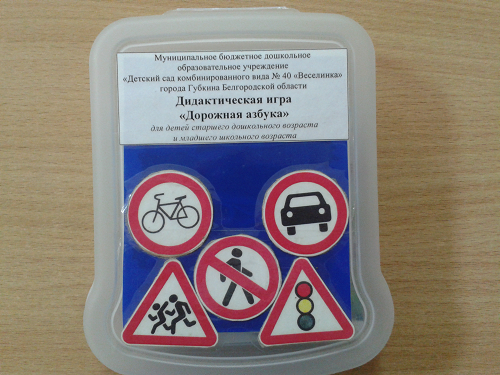 Муниципальное бюджетное дошкольное
образовательное учреждение
«Детский сад комбинированного вида № 40 «Веселинка»
города Губкина Белгородской области
Дидактическая игра
«Дорожная азбука»
для детей старшего дошкольного возраста
и младшего школьного возраста